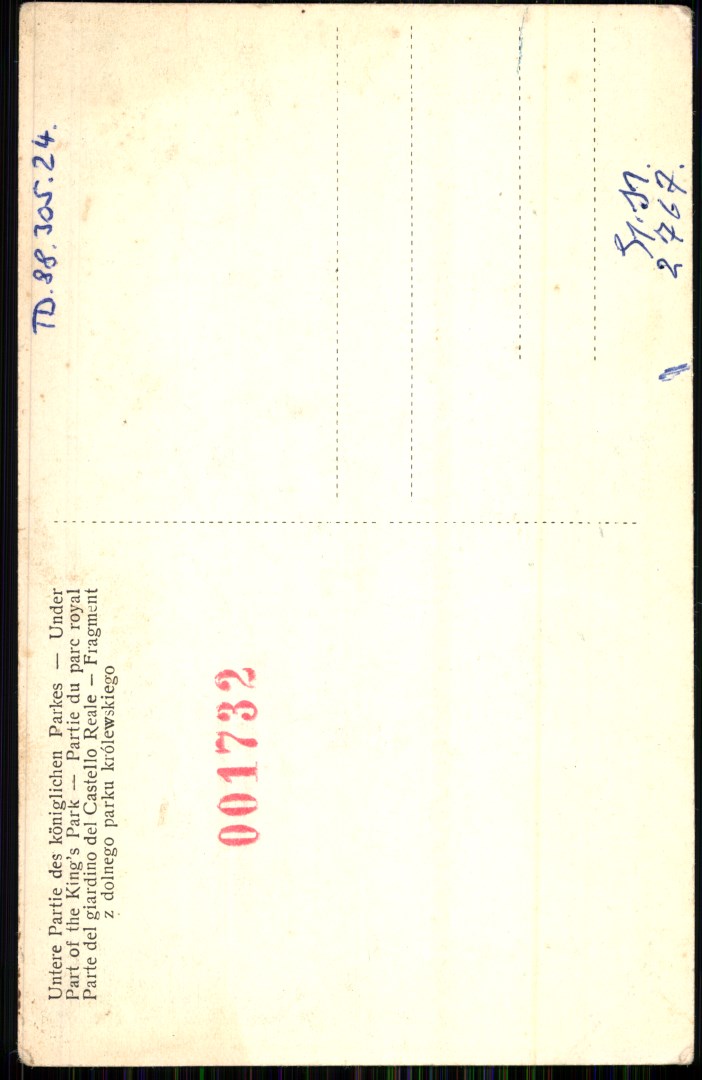 Untere Partie des königlichen Parkes — Under
Part of the King's Park — Partie du parc royal
Parte del giardino del Castello Reale — Fragment
z dolnego parku królewskiego
001732
TD.88.305.24.
2767.